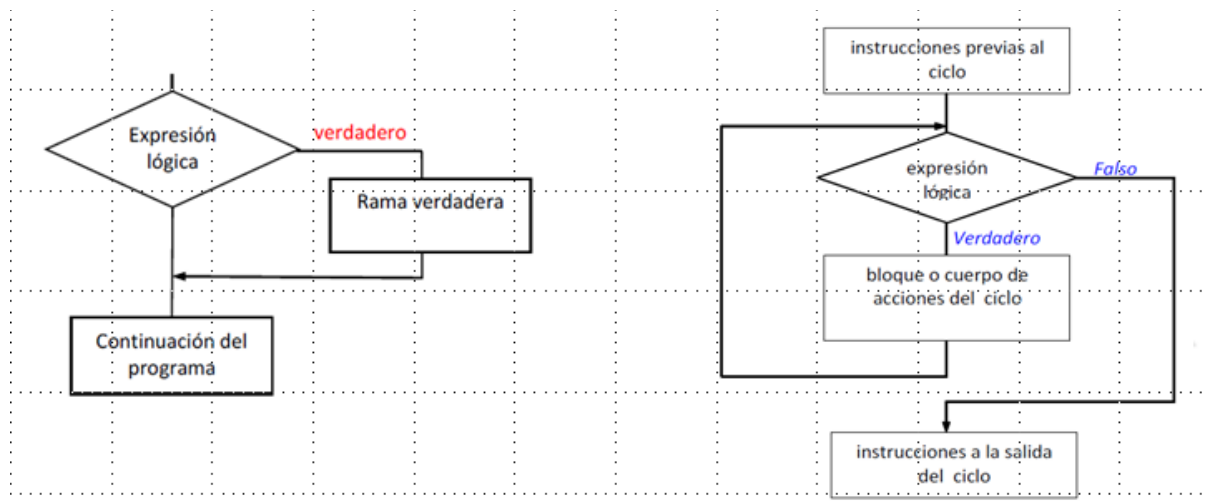 Expresión
lógica
verdadero
Rama verdadera
Continuación del
programa
instrucciones previas al
ciclo
expresión
lógica
Falso
Verdadero
bloque o cuerpo de
acciones del ciclo
instrucciones a la salida
del ciclo